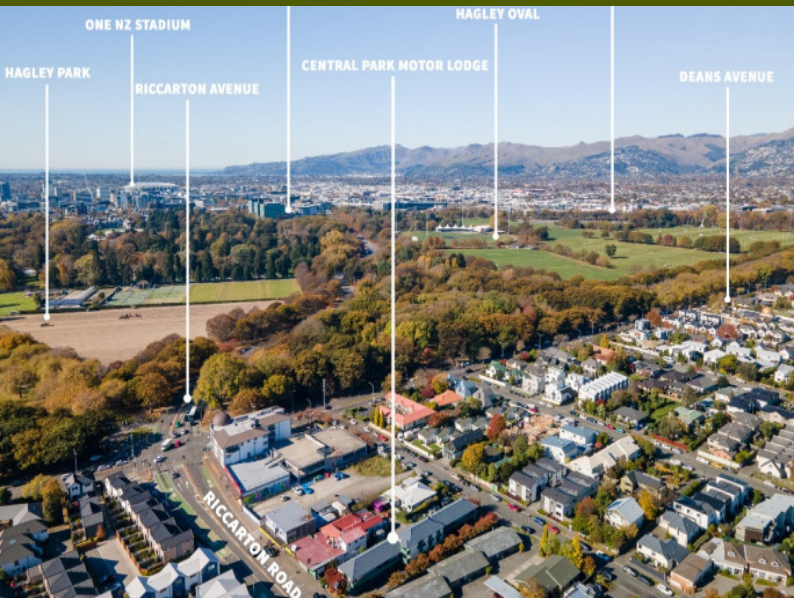 HAGLEY OVAL
ONE NZ STADIUM
CENTRAL PARK MOTOR LODGE
HAGLEY PARK
DEANS AVENUE
RICCARTON AVENUE
RICCARTON ROAD